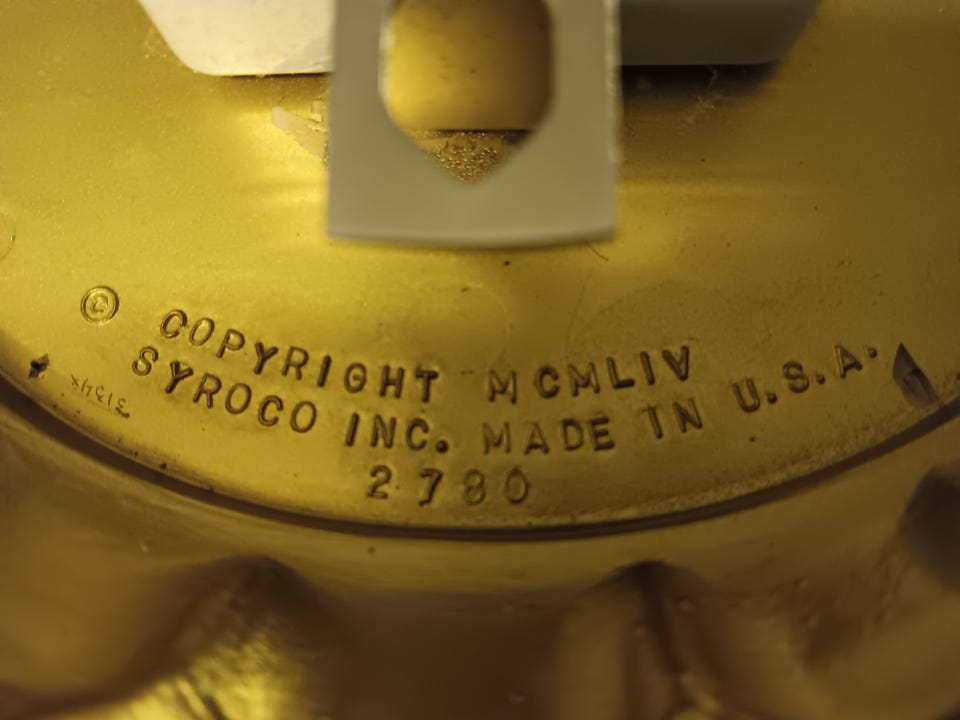 © COPYRIGHT MCMLIV
SYROCO INC. MADE IN U.S.A.
2780